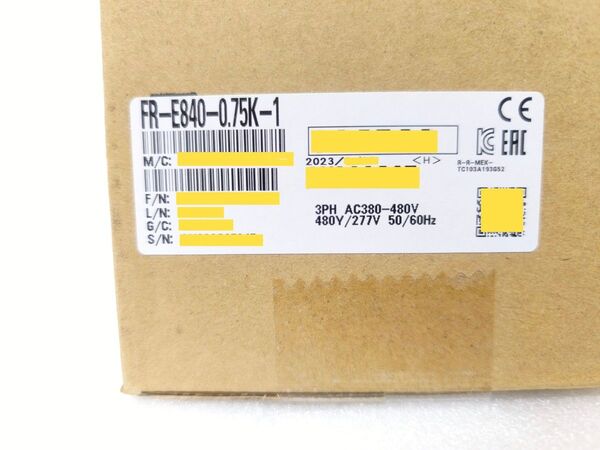 FR-E840-0.75K-1
CE
EAC
M/C:
2023/
<H>
R-R-MEK-
TC103A193G52
F/N:
L/N:
G/C:
S/N:
3PH AC380-480V
480Y/277V 50/60Hz